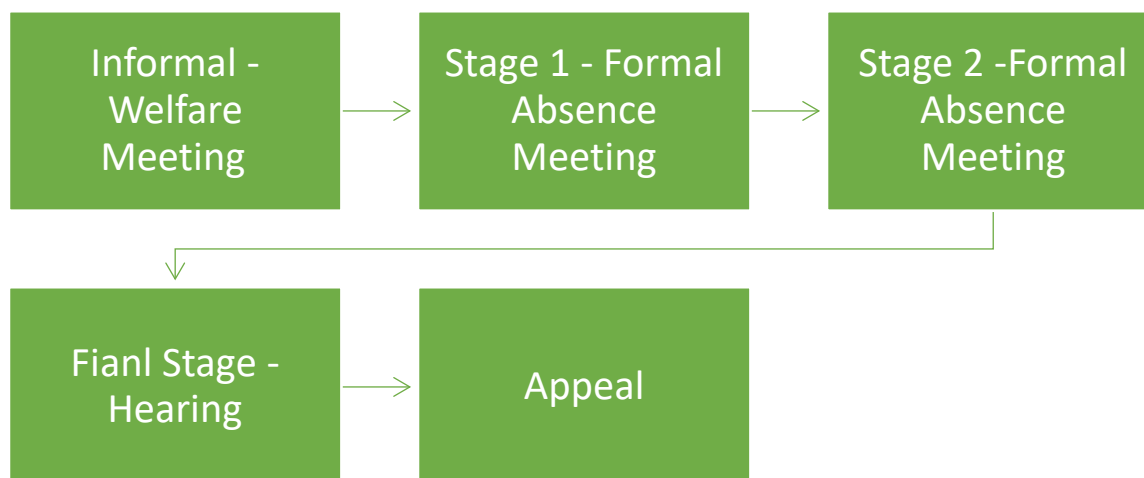 Informal -
Welfare
Meeting
Stage 1 - Formal
Absence
Meeting
Stage 2 -Formal
Absence
Meeting
Fianl Stage -
Hearing
Appeal